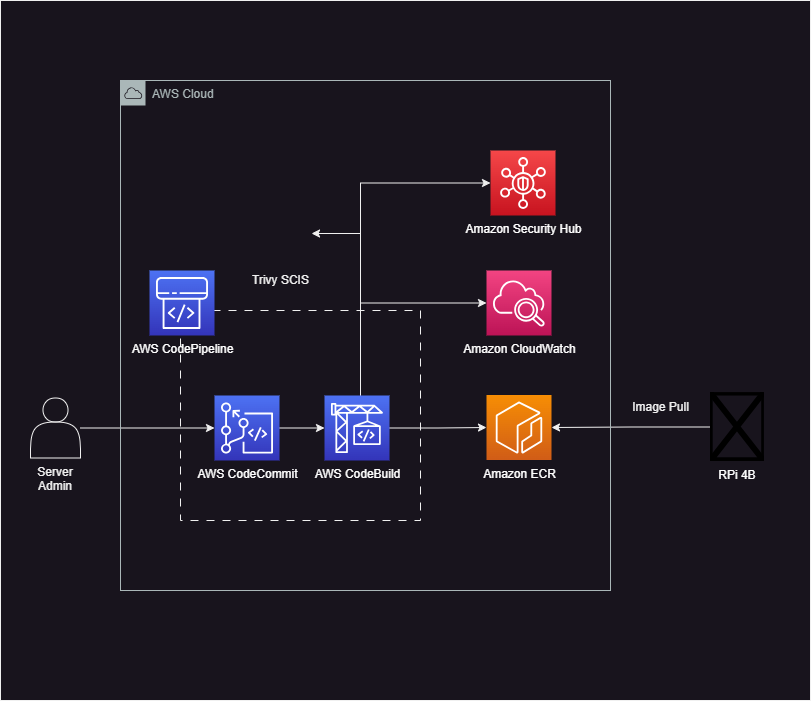 AWS Cloud
Amazon Security Hub
Trivy SCIS
AWS CodePipeline
Amazon CloudWatch
Image Pull
Server
Admin
AWS CodeCommit
AWS CodeBuild
Amazon ECR
RPi 4B